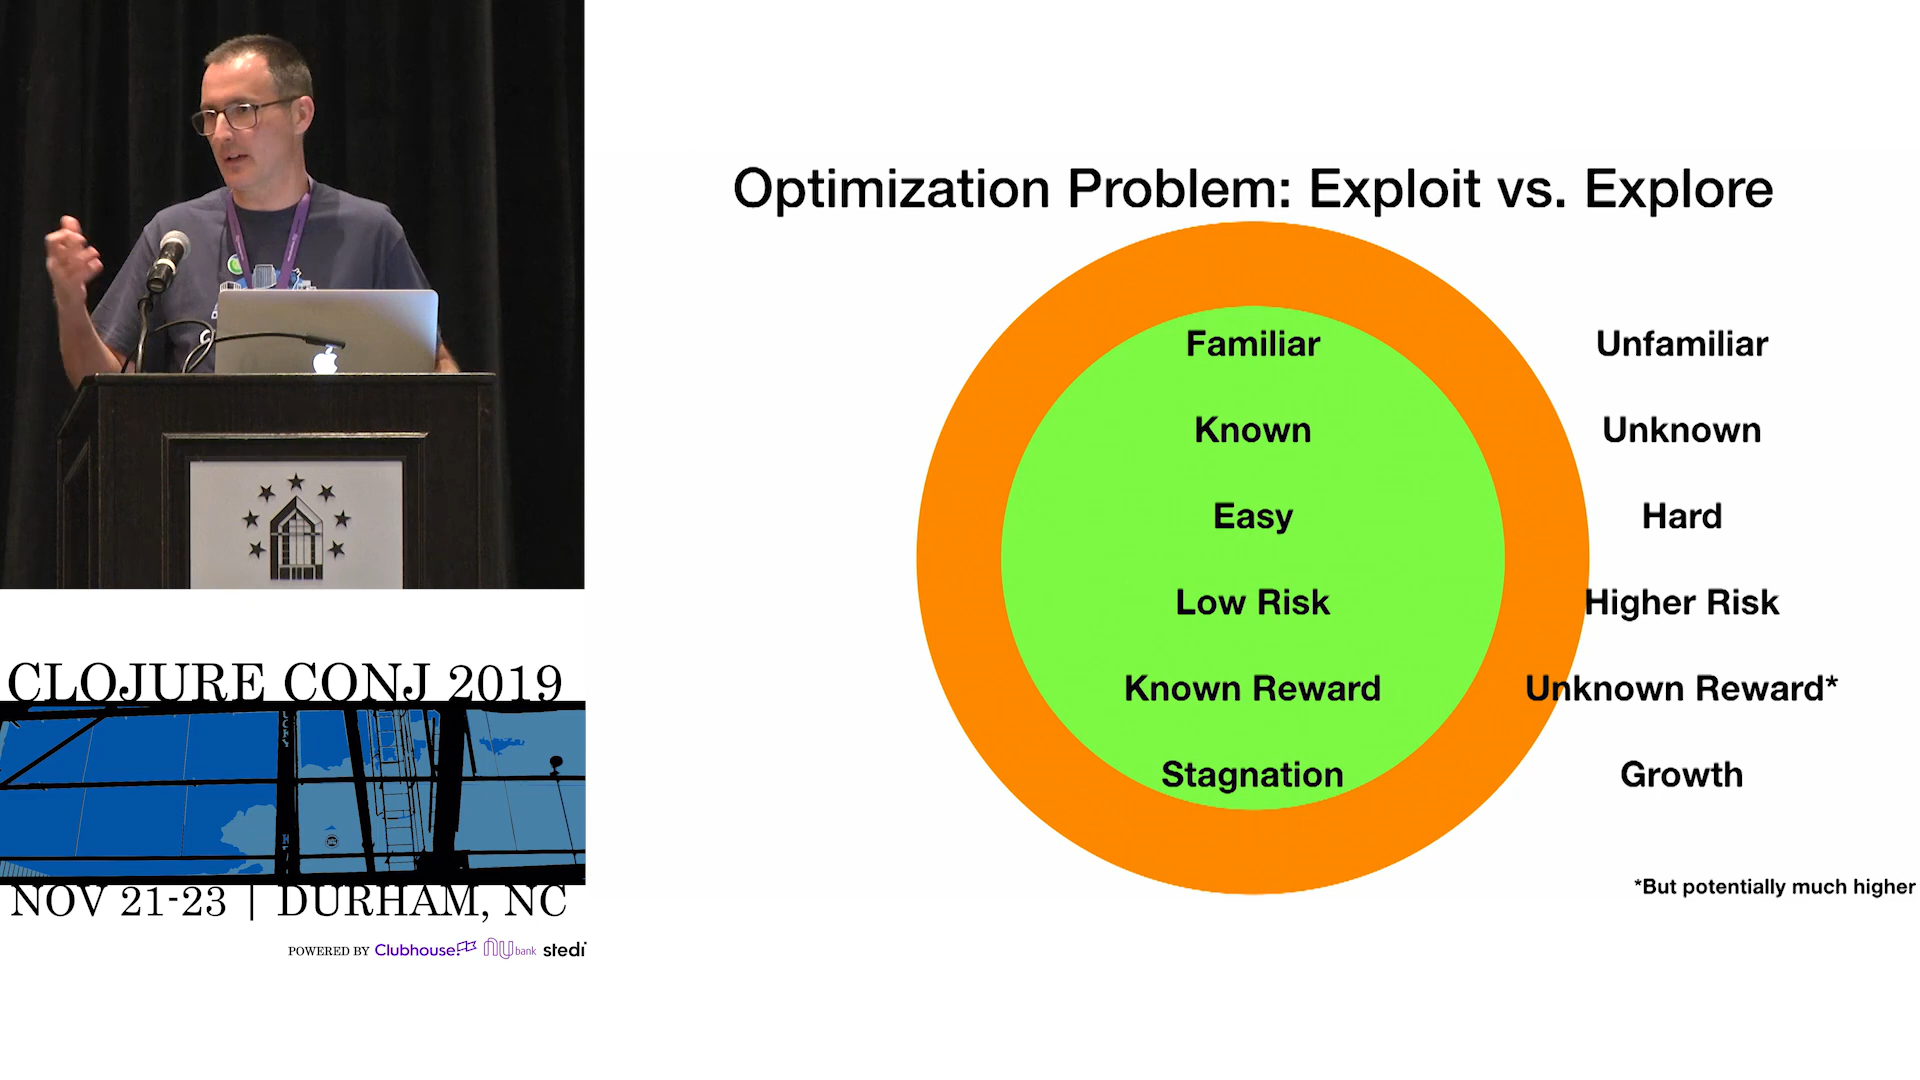 Optimization Problem: Exploit vs. Explore
Familiar
Unfamiliar
Known
Unknown
Easy
Hard
Low Risk
Higher Risk
Known Reward
Unknown Reward*
Stagnation
Growth
*But potentially much higher
CLOJURE CONJ 2019
NOV 21-23 | DURHAM, NC
POWERED BY Clubhouse nu bank stedi